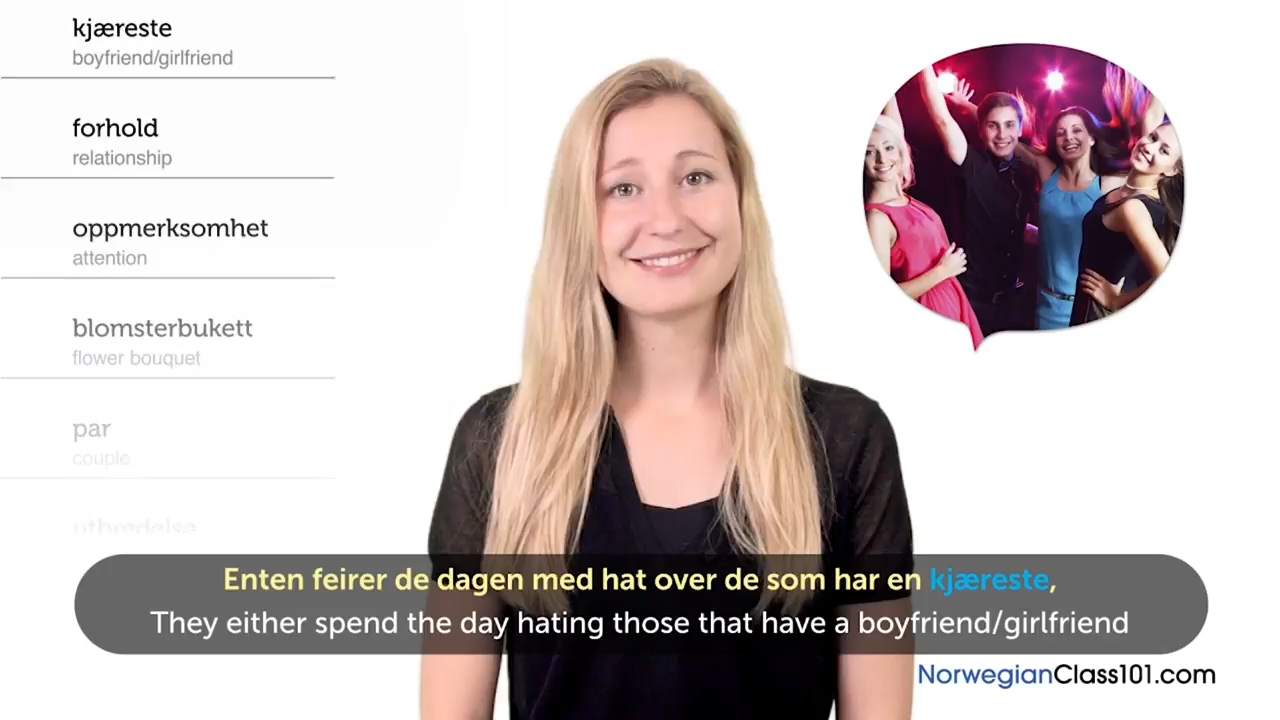 kjæreste
boyfriend/girlfriend
forhold
relationship
oppmerksomhet
attention
blomsterbukett
flower bouquet
par
couple
utbredelse
Enten feirer de dagen med hat over de som har en kjæreste,
They either spend the day hating those that have a boyfriend/girlfriend
NorwegianClass101.com